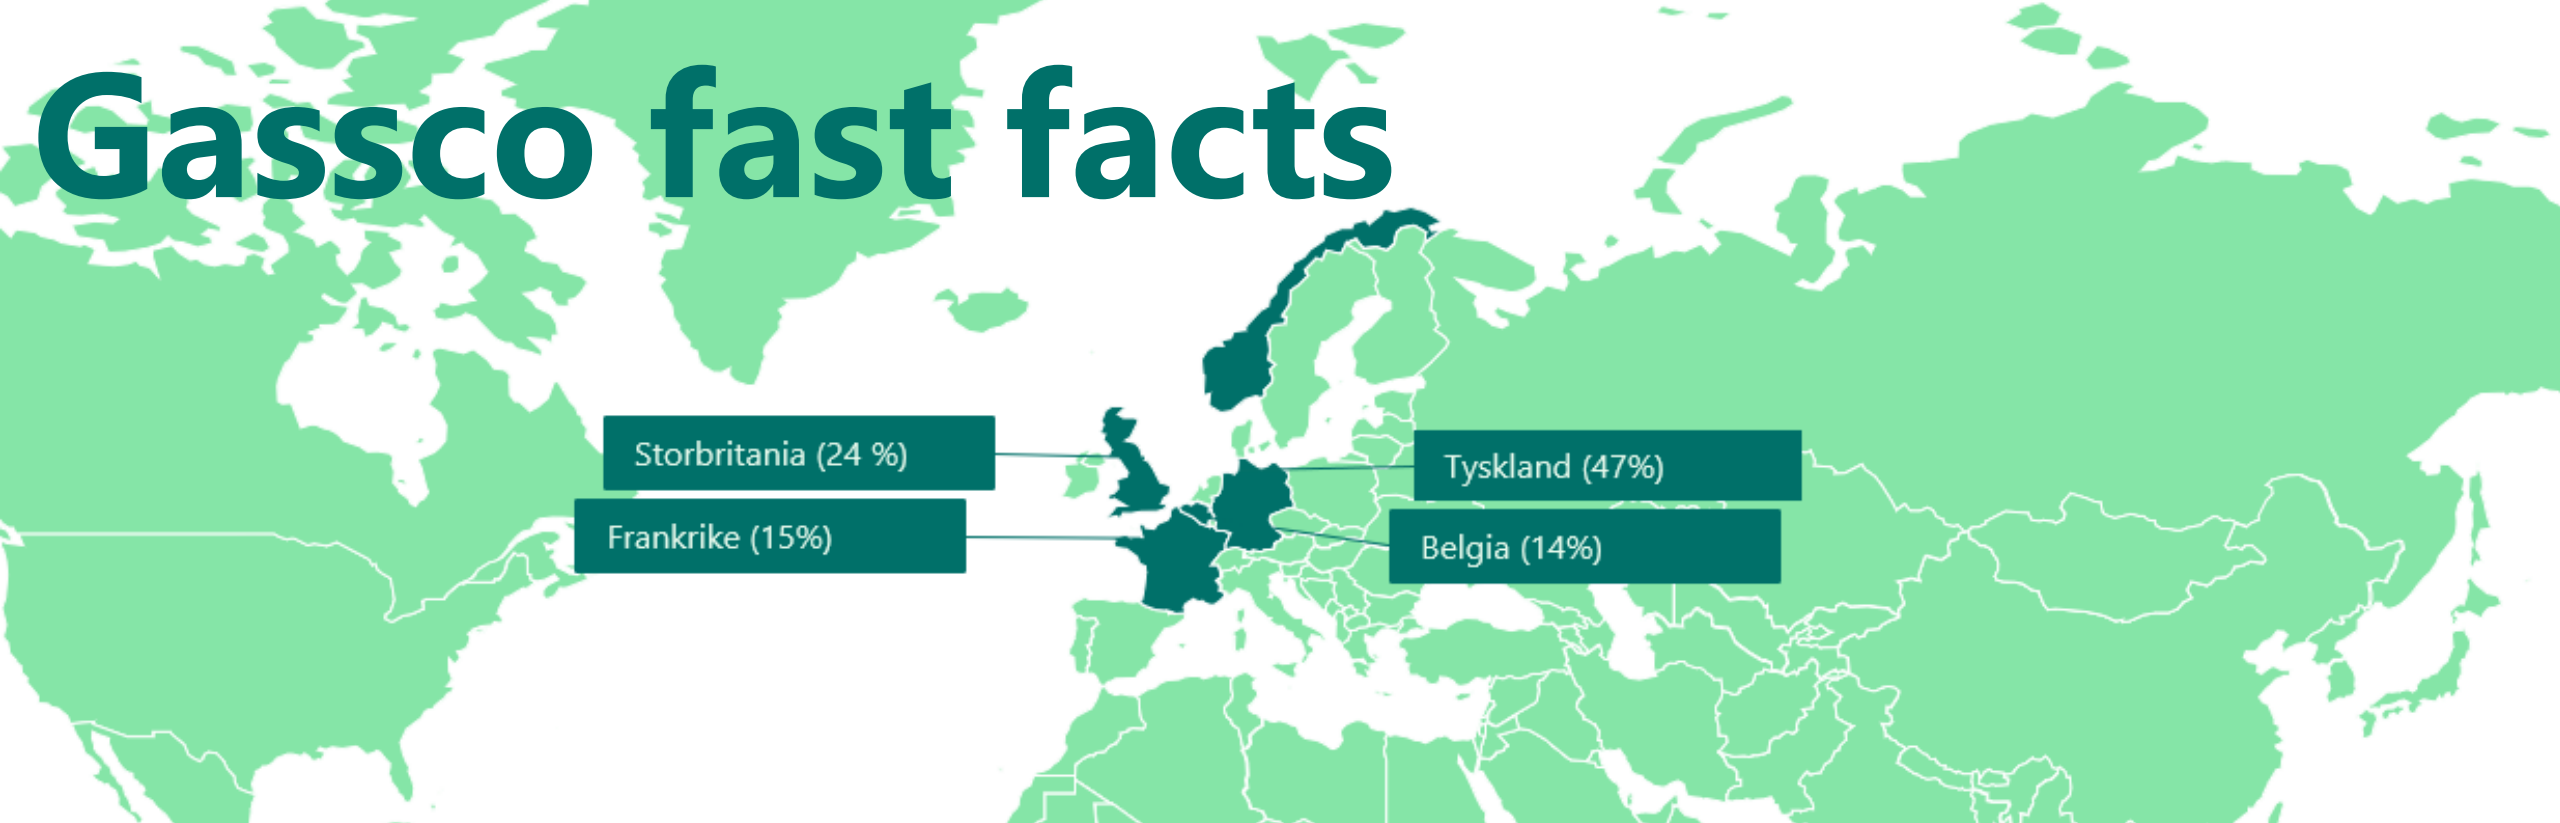 Gassco fast facts
Storbritania (24 %)
Tyskland (47%)
Frankrike (15%)
Belgia (14%)